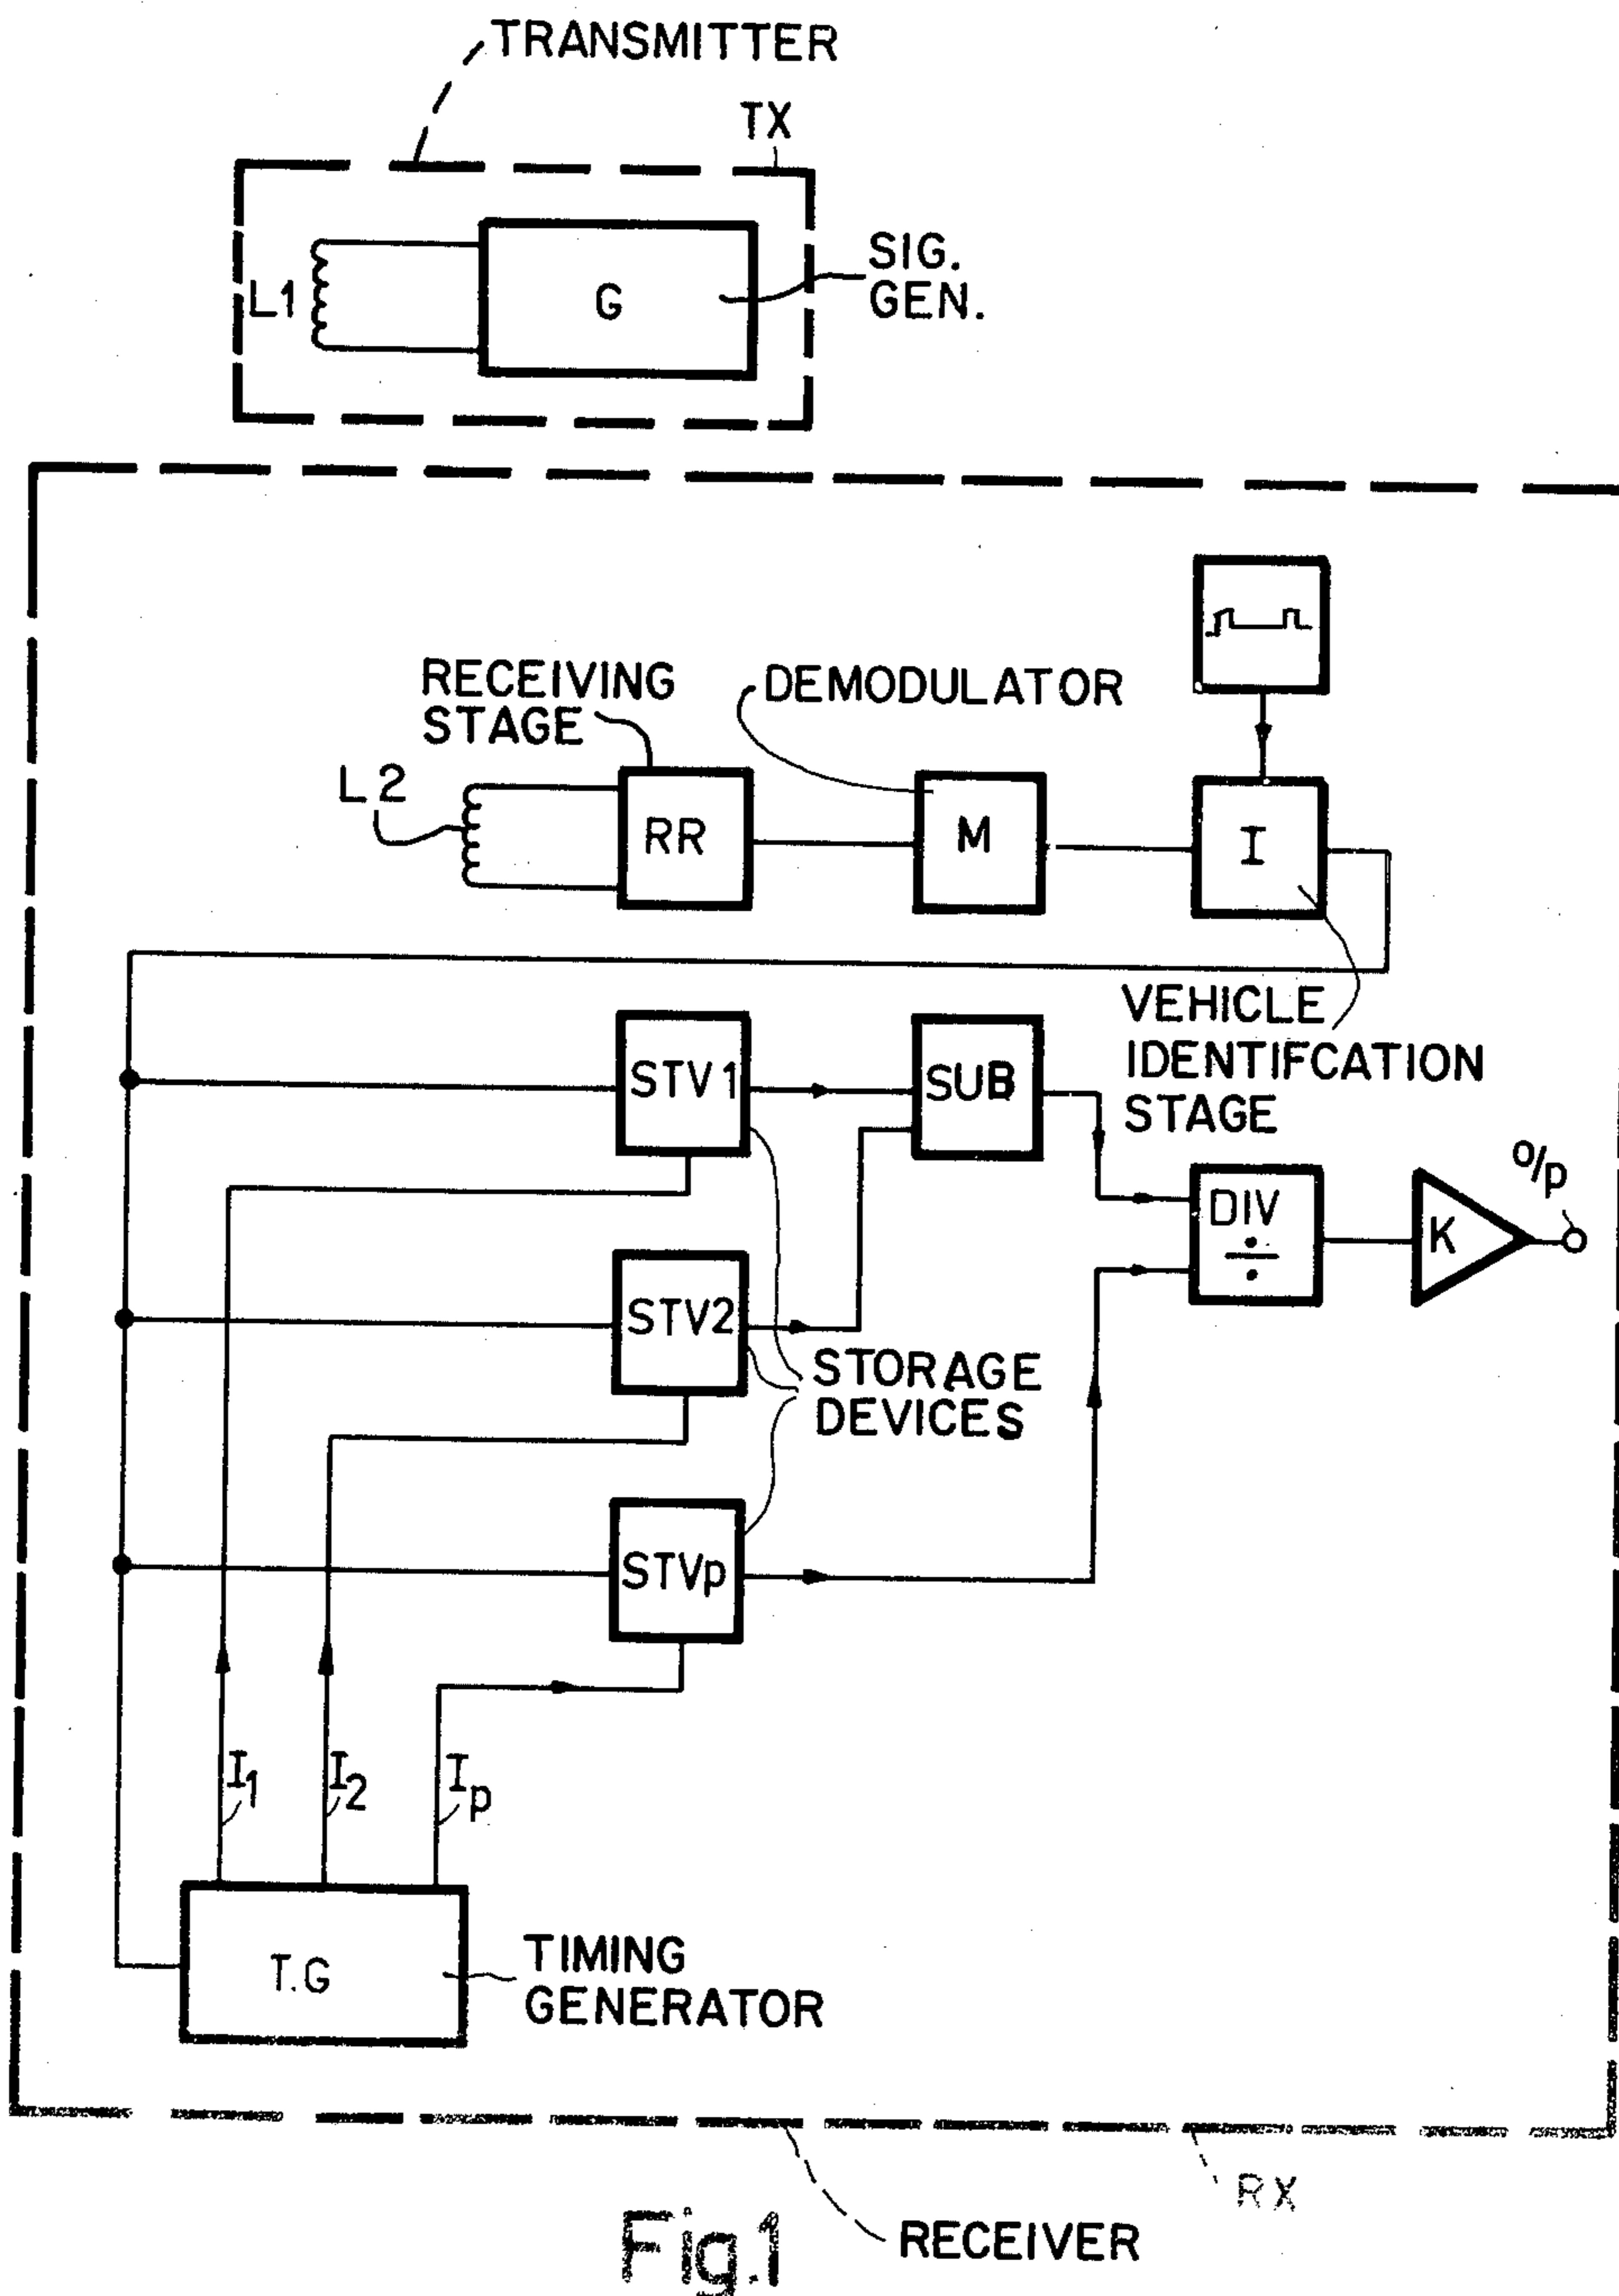 TRANSMITTER
TX
L1
G
SIG.
GEN.
RECEIVING
STAGE
DEMODULATOR
L2
RR
M
I
VEHICLE
IDENTIFCATION
STAGE
STV1
SUB
O/p
DIV
÷
K
STV2
STORAGE
DEVICES
STVp
I1
I2
Ip
T.G
TIMING
GENERATOR
RX
RECEIVER
Fig.1